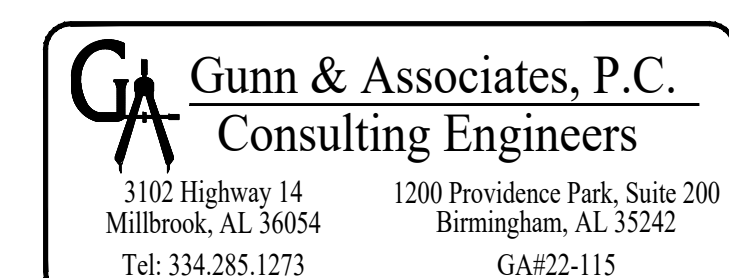 GA
Gunn & Associates, P.C.
Consulting Engineers
3102 Highway 14
Millbrook, AL 36054
Tel: 334.285.1273
1200 Providence Park, Suite 200
Birmingham, AL 35242
GA#22-115